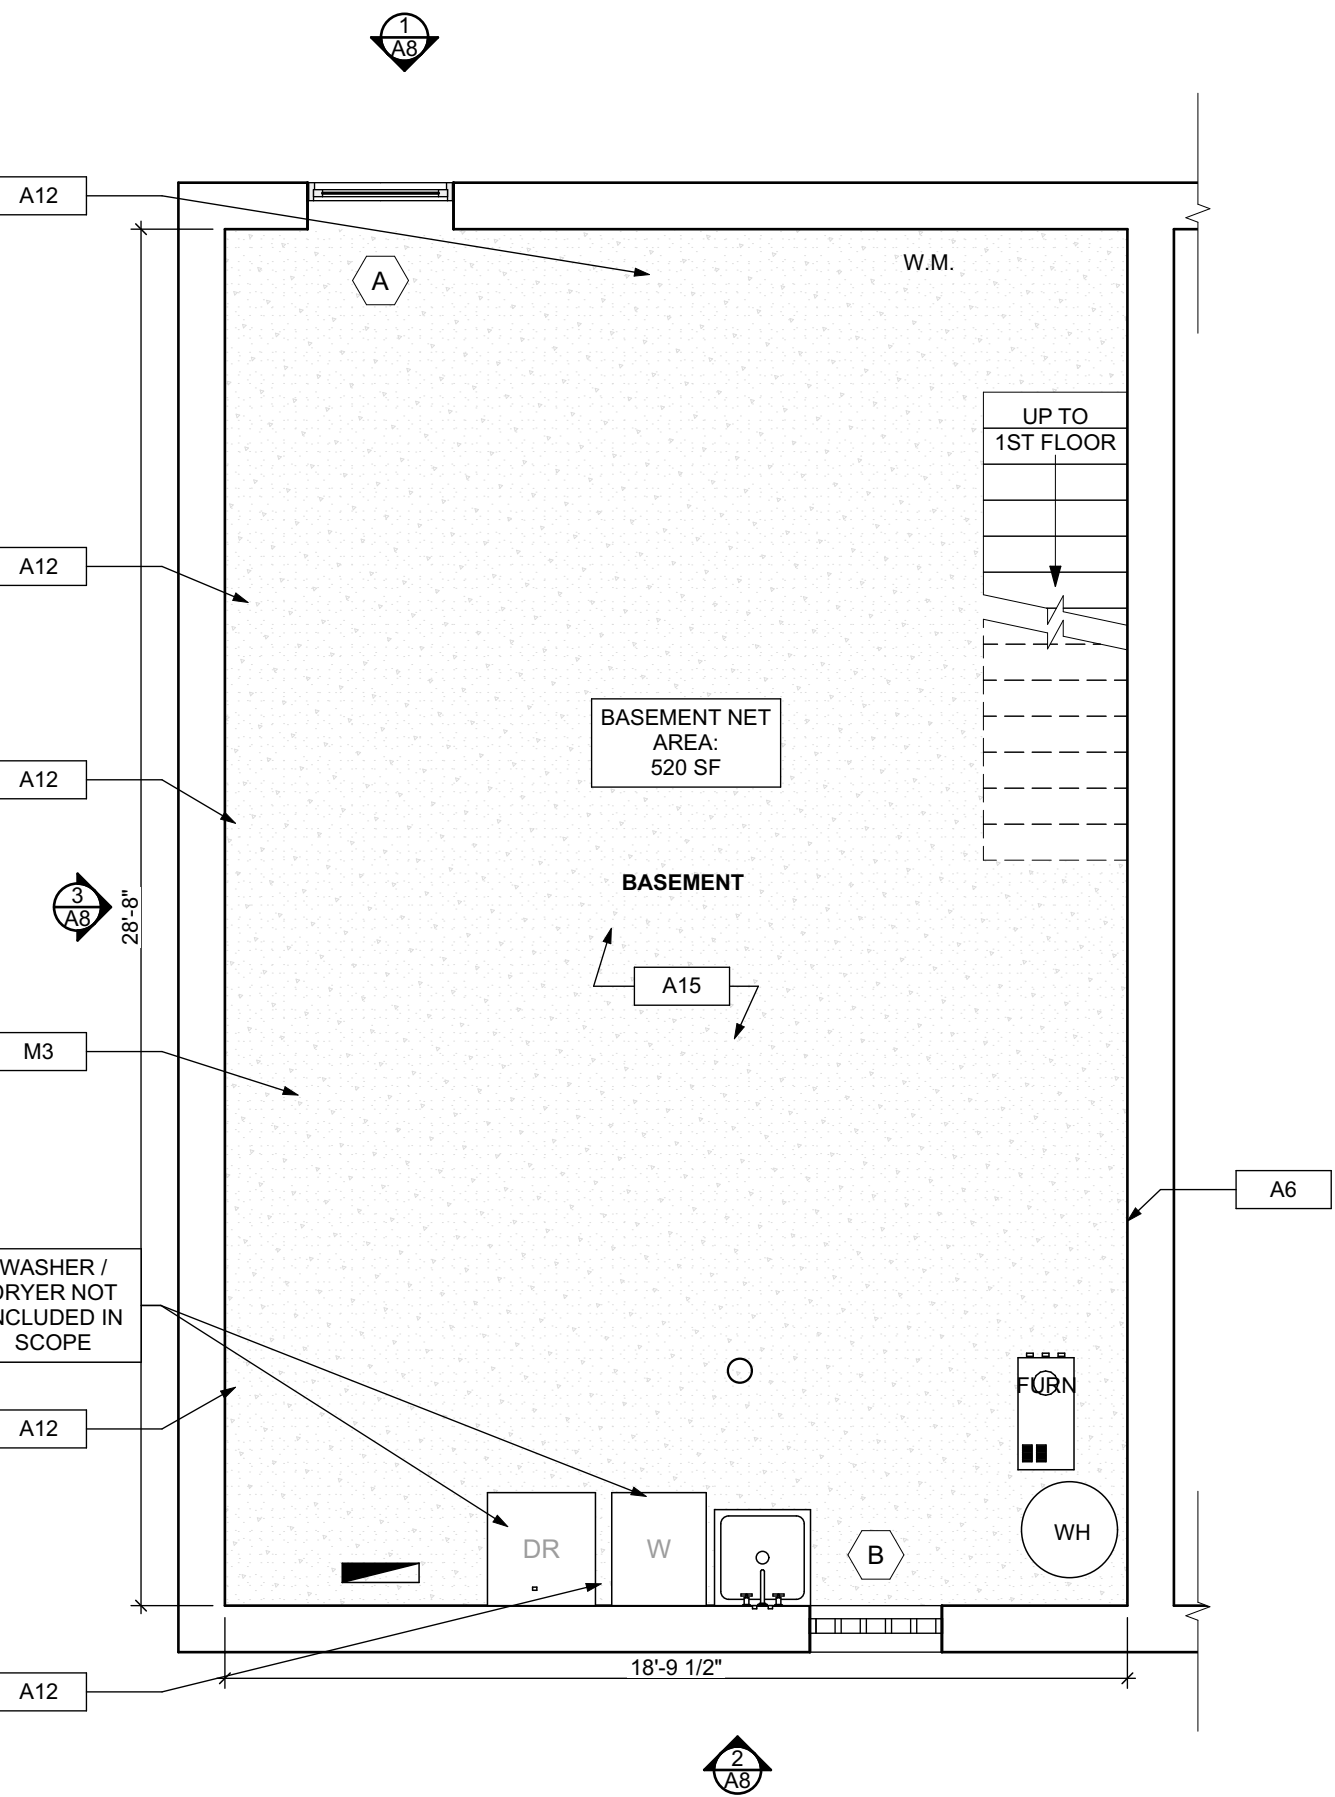 1
A8
A12
A
W.M.
UP TO
1ST FLOOR
A12
BASEMENT NET
AREA:
520 SF
A12
BASEMENT
3
A8
28'-8"
A15
M3
A6
WASHER /
DRYER NOT
INCLUDED IN
SCOPE
FURN
A12
DR
W
B
WH
18'-9 1/2"
A12
2
A8